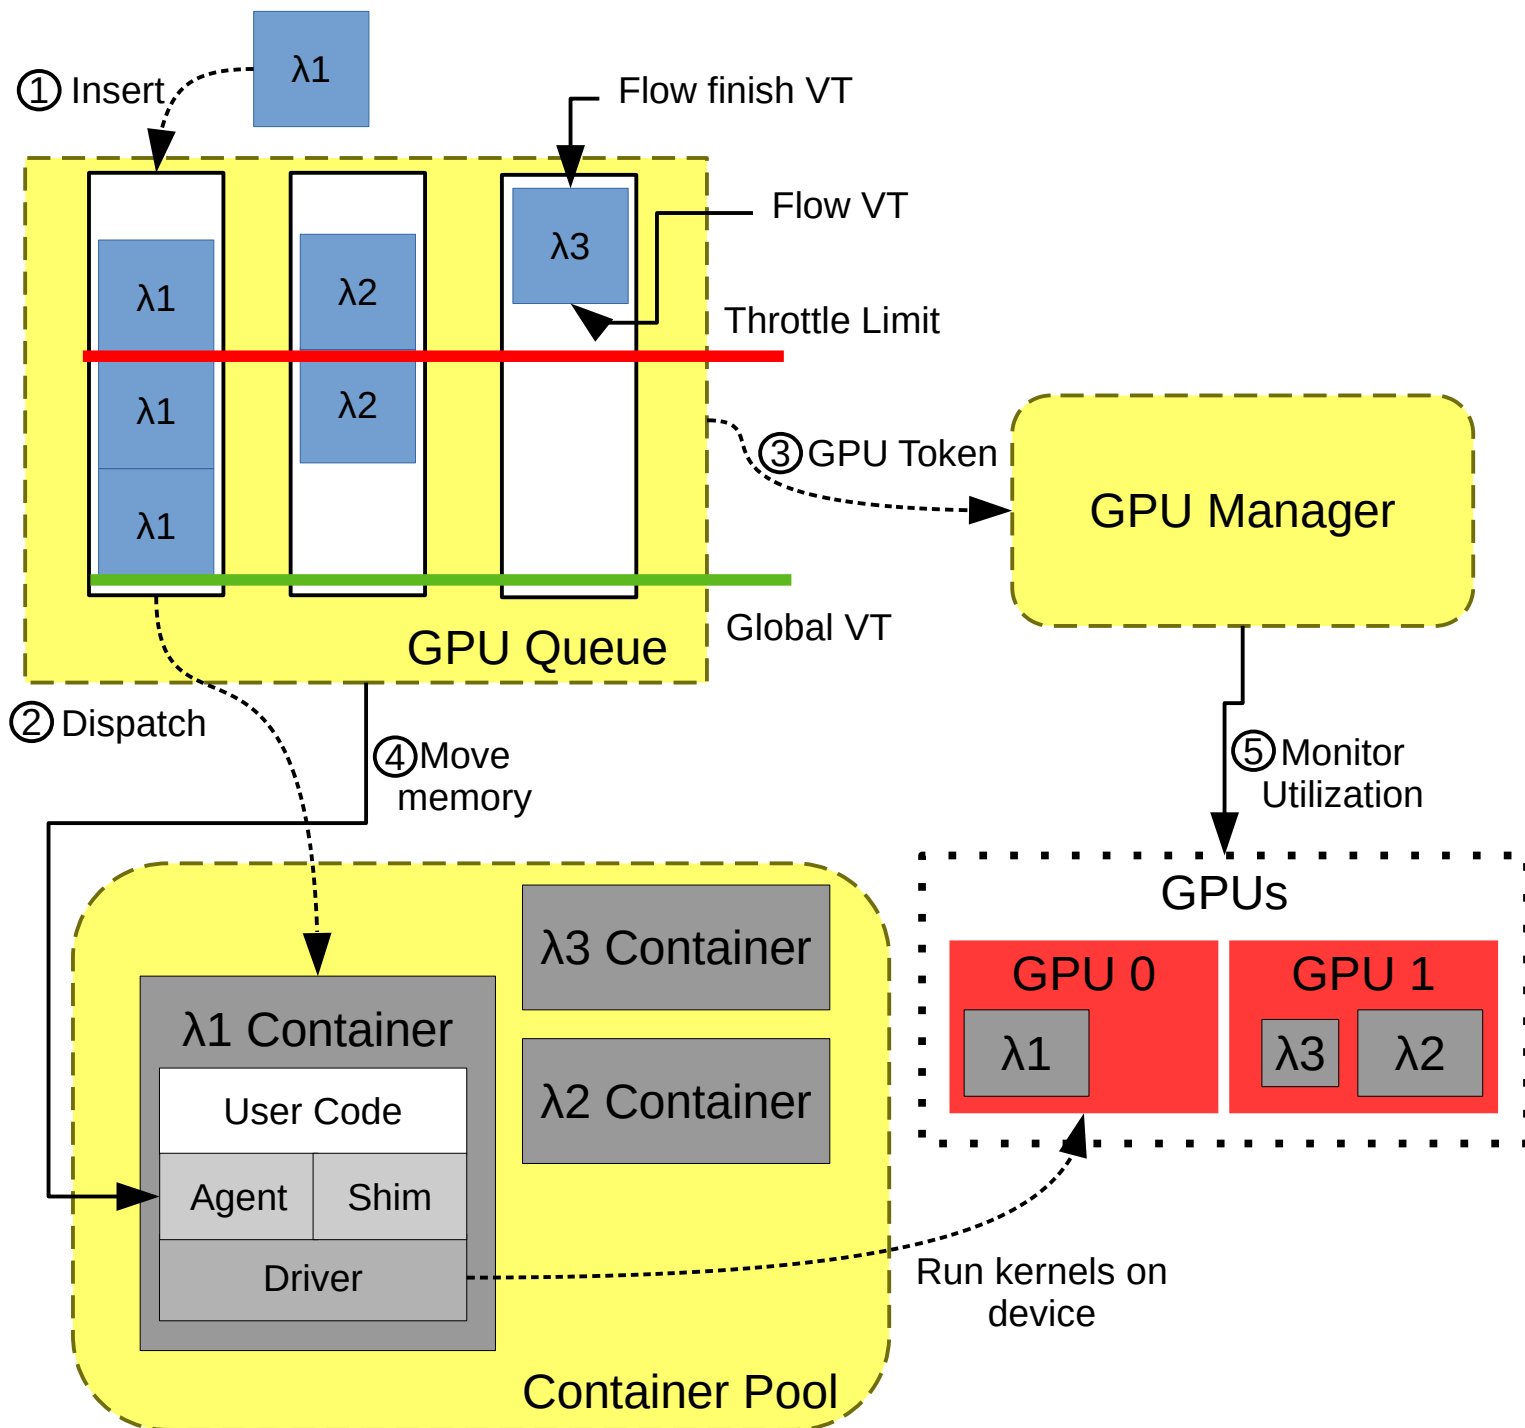 λ1
① Insert
Flow finish VT
Flow VT
λ3
λ1
λ2
Throttle Limit
λ1
λ2
③ GPU Token
GPU Manager
λ1
Global VT
GPU Queue
② Dispatch
④ Move
memory
⑤ Monitor
Utilization
GPUs
λ3 Container
GPU 0
GPU 1
λ1 Container
λ1
λ3
λ2
λ2 Container
User Code
Agent
Shim
Driver
Run kernels on
device
Container Pool